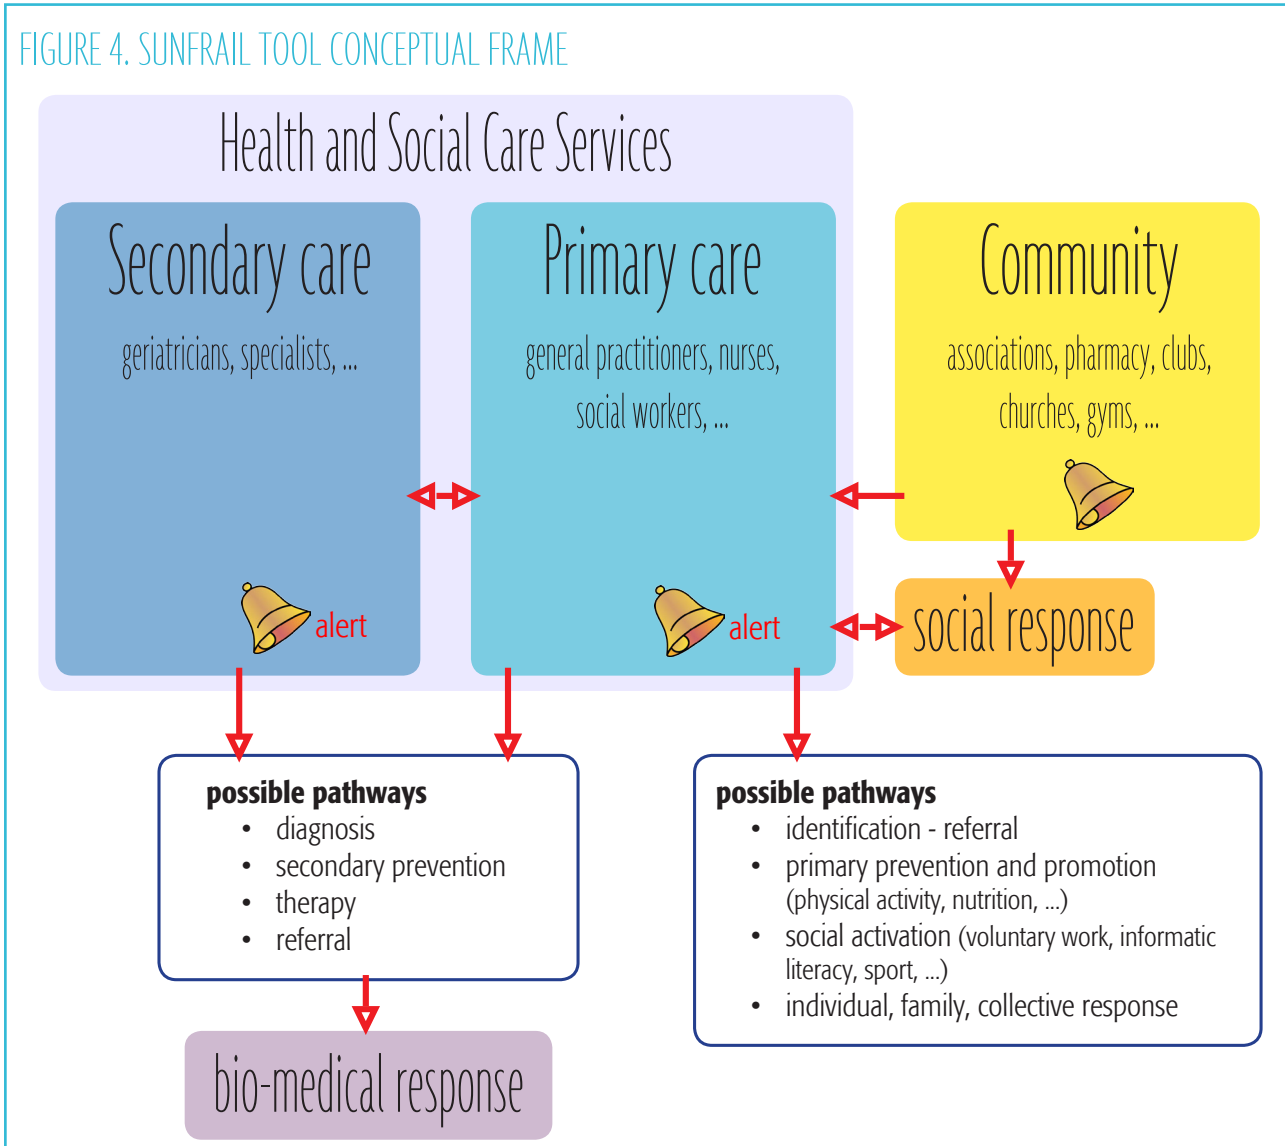 FIGURE 4. SUNFRAIL TOOL CONCEPTUAL FRAME
Health and Social Care Services
Secondary care
geriatricians, specialists, ...
alert
Primary care
general practitioners, nurses,
social workers, ...
alert
Community
associations, pharmacy, clubs,
churches, gyms, ...
social response
possible pathways
• diagnosis
• secondary prevention
• therapy
• referral
possible pathways
• identification - referral
• primary prevention and promotion
(physical activity, nutrition, ...)
• social activation (voluntary work, informatic
literacy, sport, ...)
• individual, family, collective response
bio-medical response